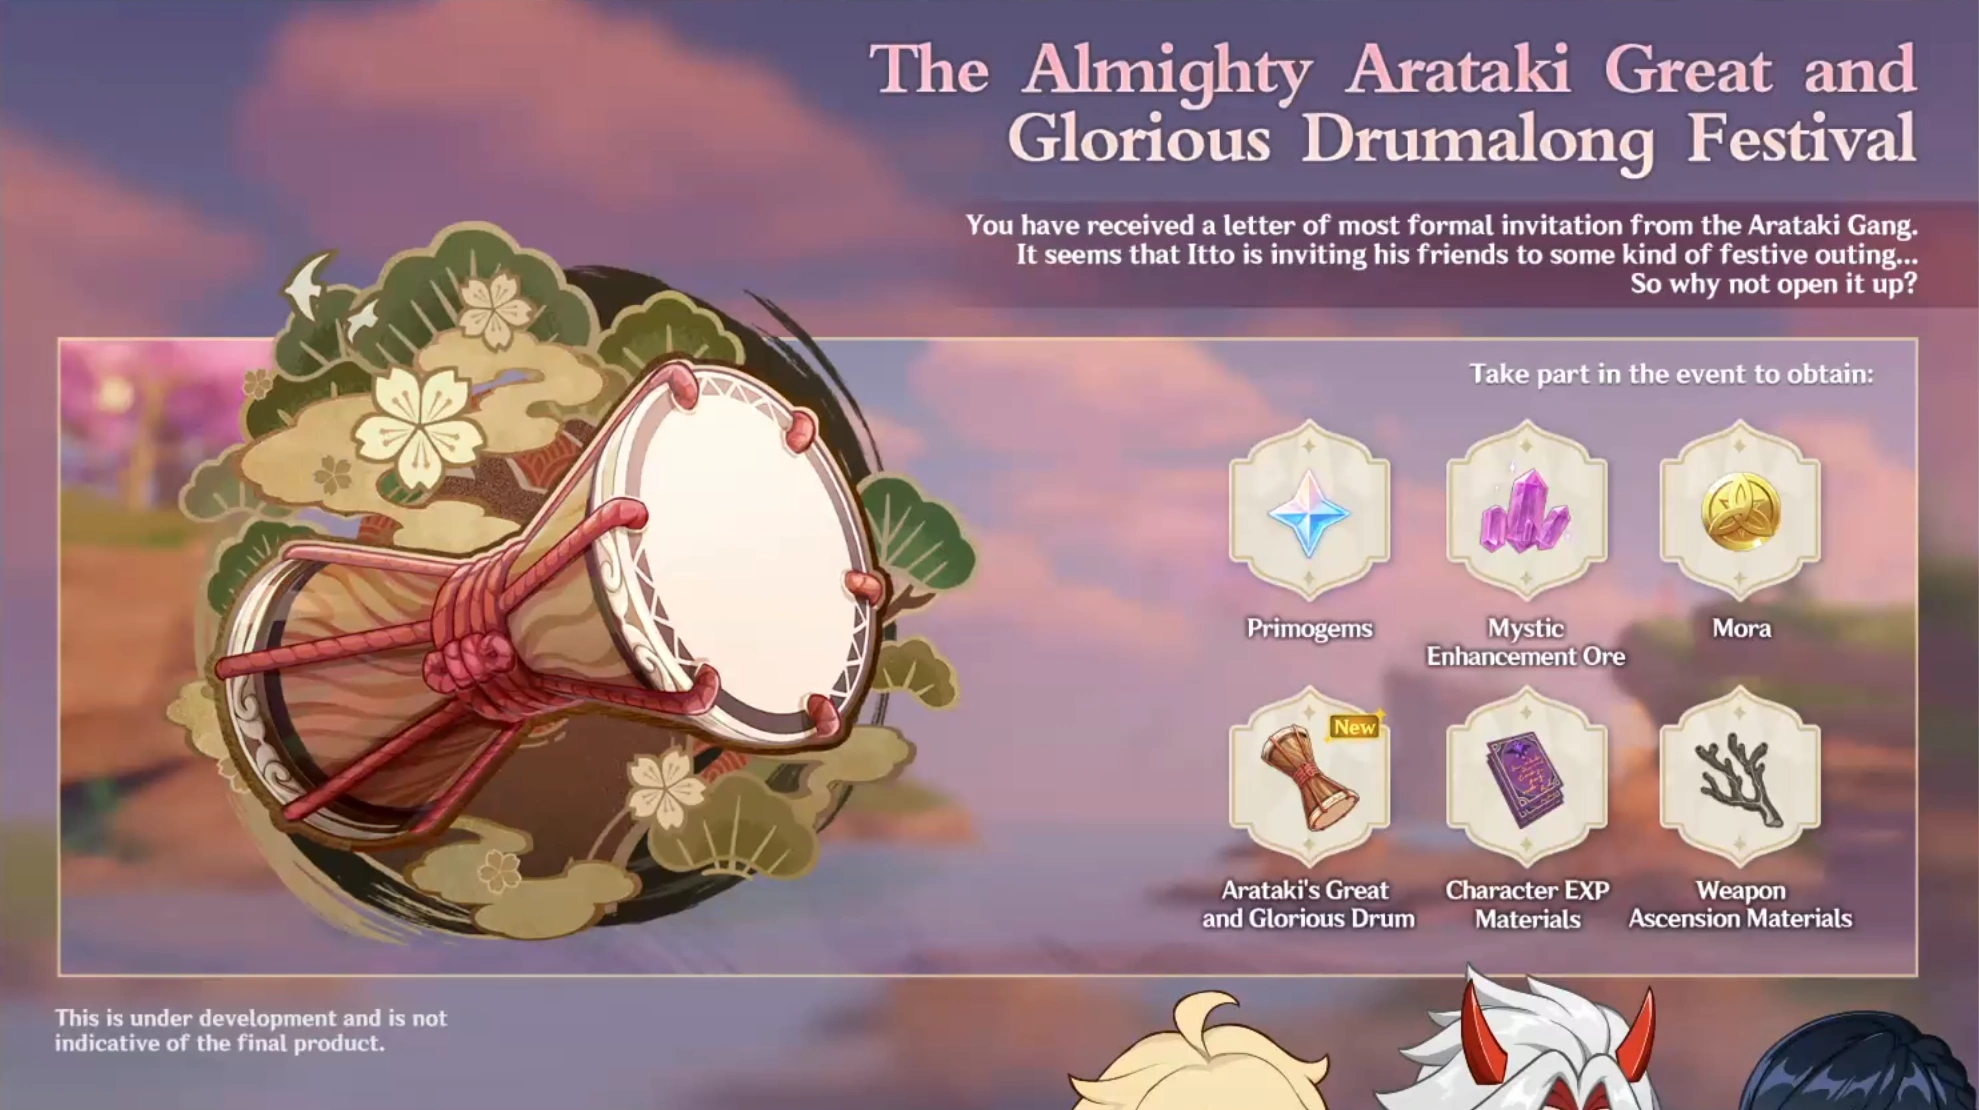 The Almighty Arataki Great and
Glorious Drumalong Festival
You have received a letter of most formal invitation from the Arataki Gang.
It seems that Itto is inviting his friends to some kind of festive outing...
So why not open it up?
Take part in the event to obtain:
Primogems
Mystic
Enhancement Ore
Mora
New
Arataki's Great
and Glorious Drum
Character EXP
Materials
Weapon
Ascension Materials
This is under development and is not
indicative of the final product.